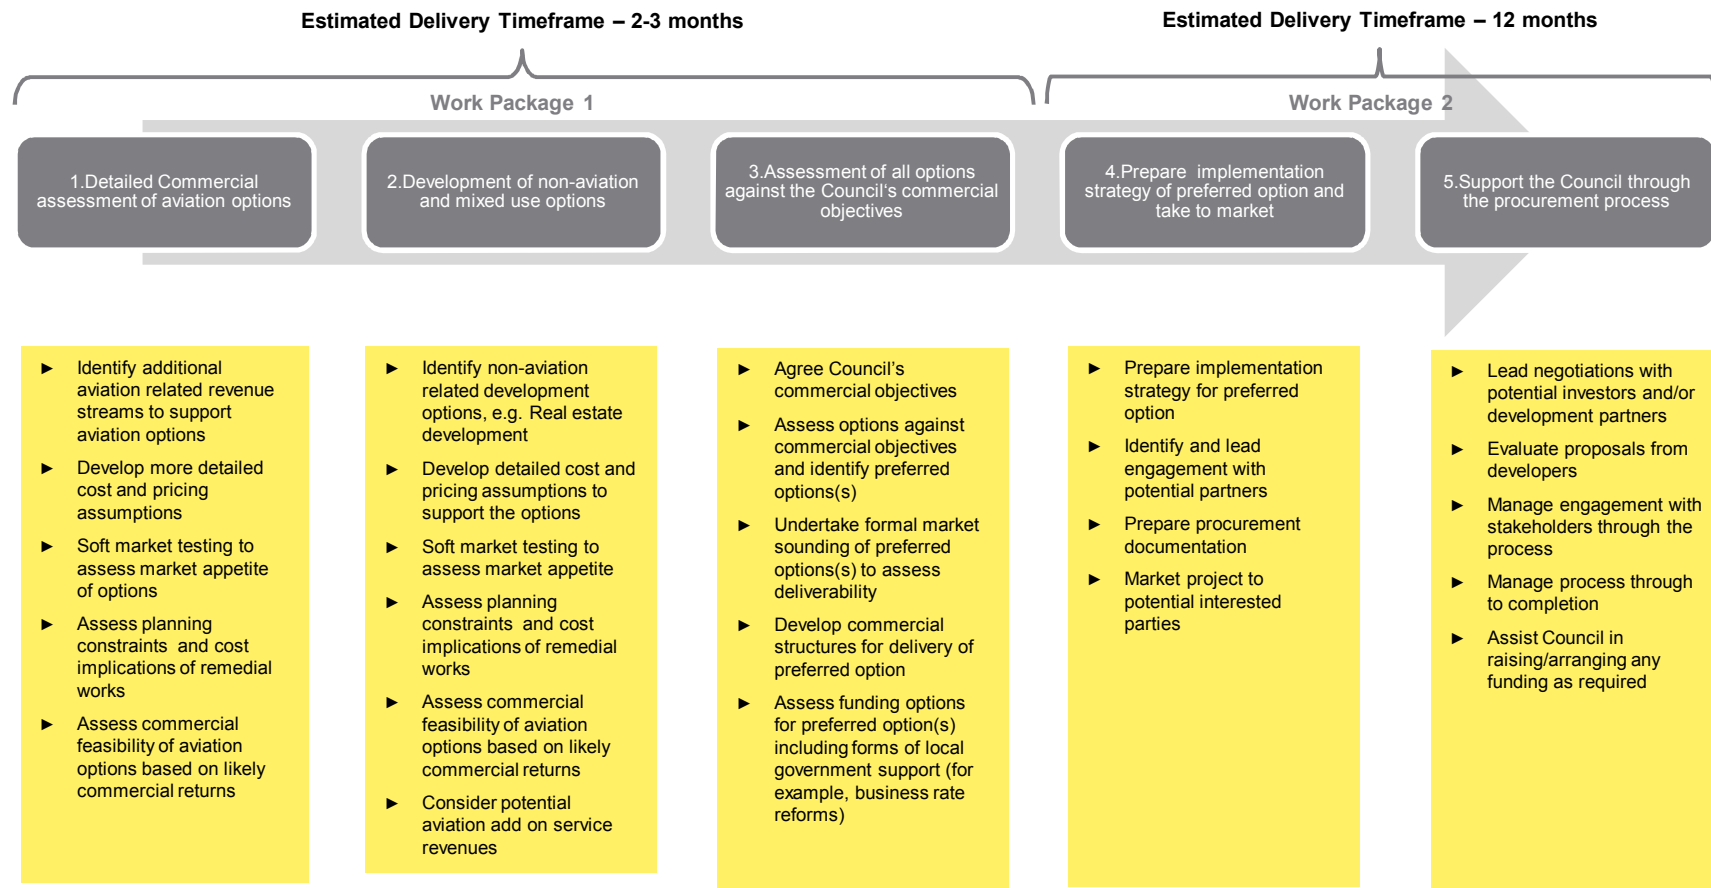 Estimated Delivery Timeframe – 2-3 months
Estimated Delivery Timeframe – 12 months
Work Package 1
Work Package 2
1.Detailed Commercial
assessment of aviation options
2.Development of non-aviation
and mixed use options
3.Assessment of all options
against the Council‘s commercial
objectives
4.Prepare implementation
strategy of preferred option and
take to market
5.Support the Council through
the procurement process
► Identify additional
aviation related revenue
streams to support
aviation options
► Develop more detailed
cost and pricing
assumptions
► Soft market testing to
assess market appetite
of options
► Assess planning
constraints and cost
implications of remedial
works
► Assess commercial
feasibility of aviation
options based on likely
commercial returns
► Identify non-aviation
related development
options, e.g. Real estate
development
► Develop detailed cost and
pricing assumptions to
support the options
► Soft market testing to
assess market appetite
► Assess planning
constraints and cost
implications of remedial
works
► Assess commercial
feasibility of aviation
options based on likely
commercial returns
► Consider potential
aviation add on service
revenues
► Agree Council’s
commercial objectives
► Assess options against
commercial objectives
and identify preferred
options(s)
► Undertake formal market
sounding of preferred
options(s) to assess
deliverability
► Develop commercial
structures for delivery of
preferred option
► Assess funding options
for preferred option(s)
including forms of local
government support (for
example, business rate
reforms)
► Prepare implementation
strategy for preferred
option
► Identify and lead
engagement with
potential partners
► Prepare procurement
documentation
► Market project to
potential interested
parties
► Lead negotiations with
potential investors and/or
development partners
► Evaluate proposals from
developers
► Manage engagement with
stakeholders through the
process
► Manage process through
to completion
► Assist Council in
raising/arranging any
funding as required